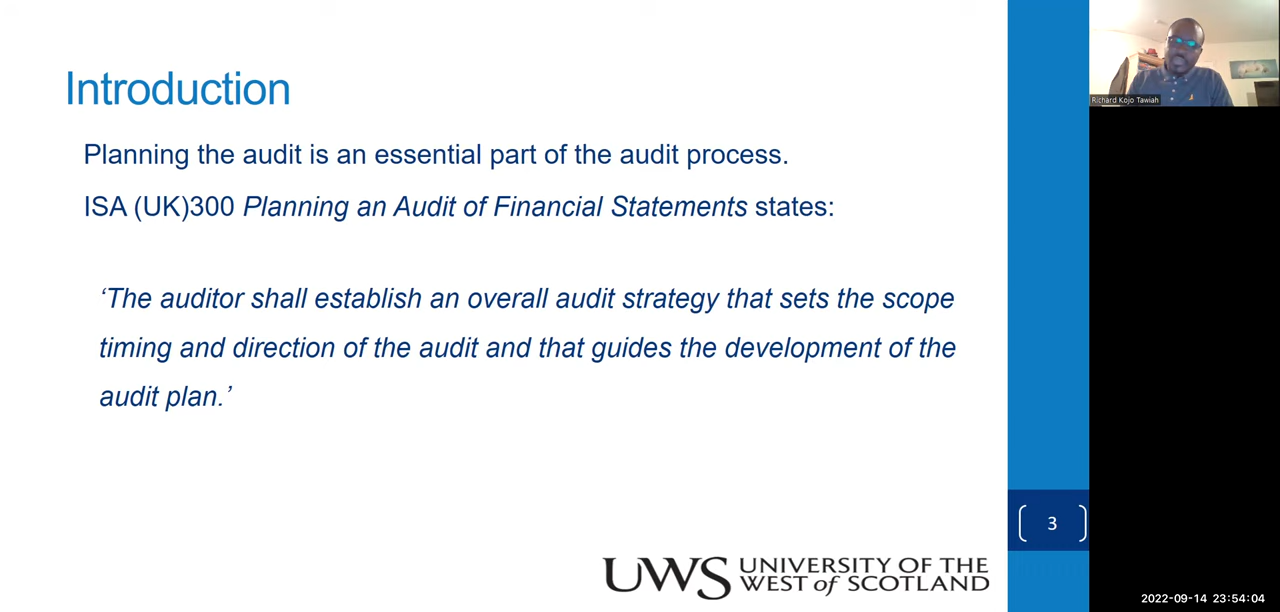 Introduction
Planning the audit is an essential part of the audit process.
ISA (UK)300 Planning an Audit of Financial Statements states:
‘The auditor shall establish an overall audit strategy that sets the scope
timing and direction of the audit and that guides the development of the
audit plan.’
3
UWS UNIVERSITY OF THE
WEST of SCOTLAND
Richard Kojo Tawiah
2022-09-14 23:54:04